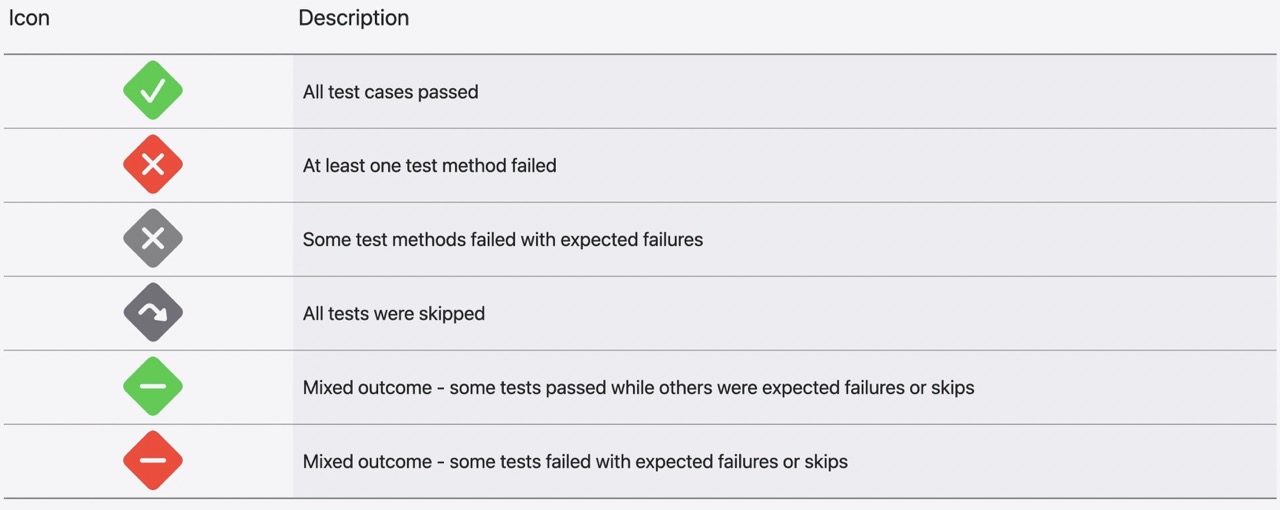 Icon Description
All test cases passed
At least one test method failed
Some test methods failed with expected failures
All tests were skipped
Mixed outcome - some tests passed while others were expected failures or skips
Mixed outcome - some tests failed with expected failures or skips